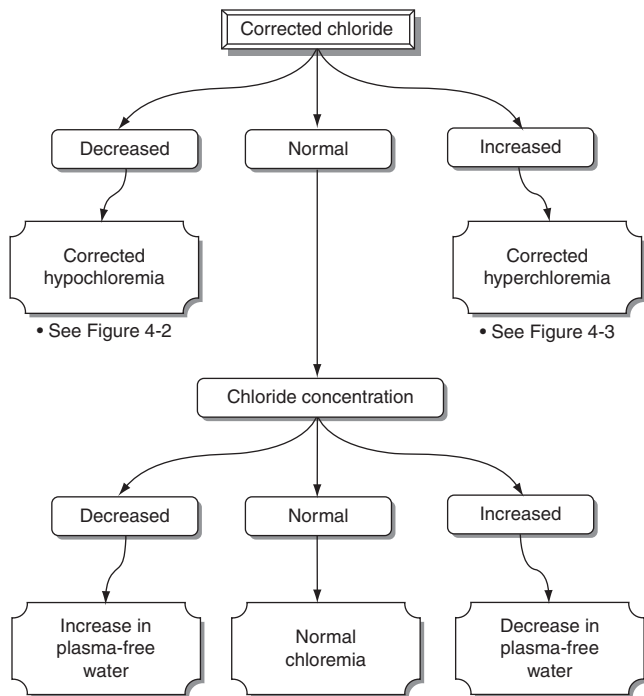 Corrected chloride
Decreased
Normal
Increased
Corrected
hypochloremia
• See Figure 4-2
Corrected
hyperchloremia
• See Figure 4-3
Chloride concentration
Decreased
Normal
Increased
Increase in
plasma-free
water
Normal
chloremia
Decrease in
plasma-free
water